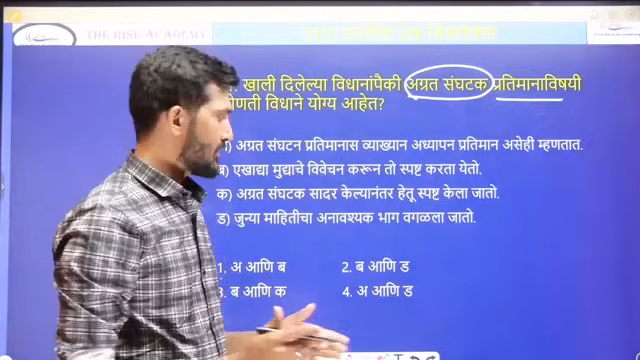 THE RISE ACADEMY
खाली दिलेल्या विधानांपैकी अग्रत संघटक प्रतिमानाविषयी
विधाने योग्य आहेत?
) अग्रत संघटन प्रतिमानास व्याख्यान अध्यापन प्रतिमान असेही म्हणतात.
ब) एखाद्या मुद्याचे विवेचन करून तो स्पष्ट करता येतो.
क) अग्रत संघटक सादर केल्यानंतर हेतू स्पष्ट केला जातो.
ड) जुन्या माहितीचा अनावश्यक भाग वगळला जातो.
1. अ आणि ब 2. ब आणि ड
3. ब आणि क 4. अ आणि ड